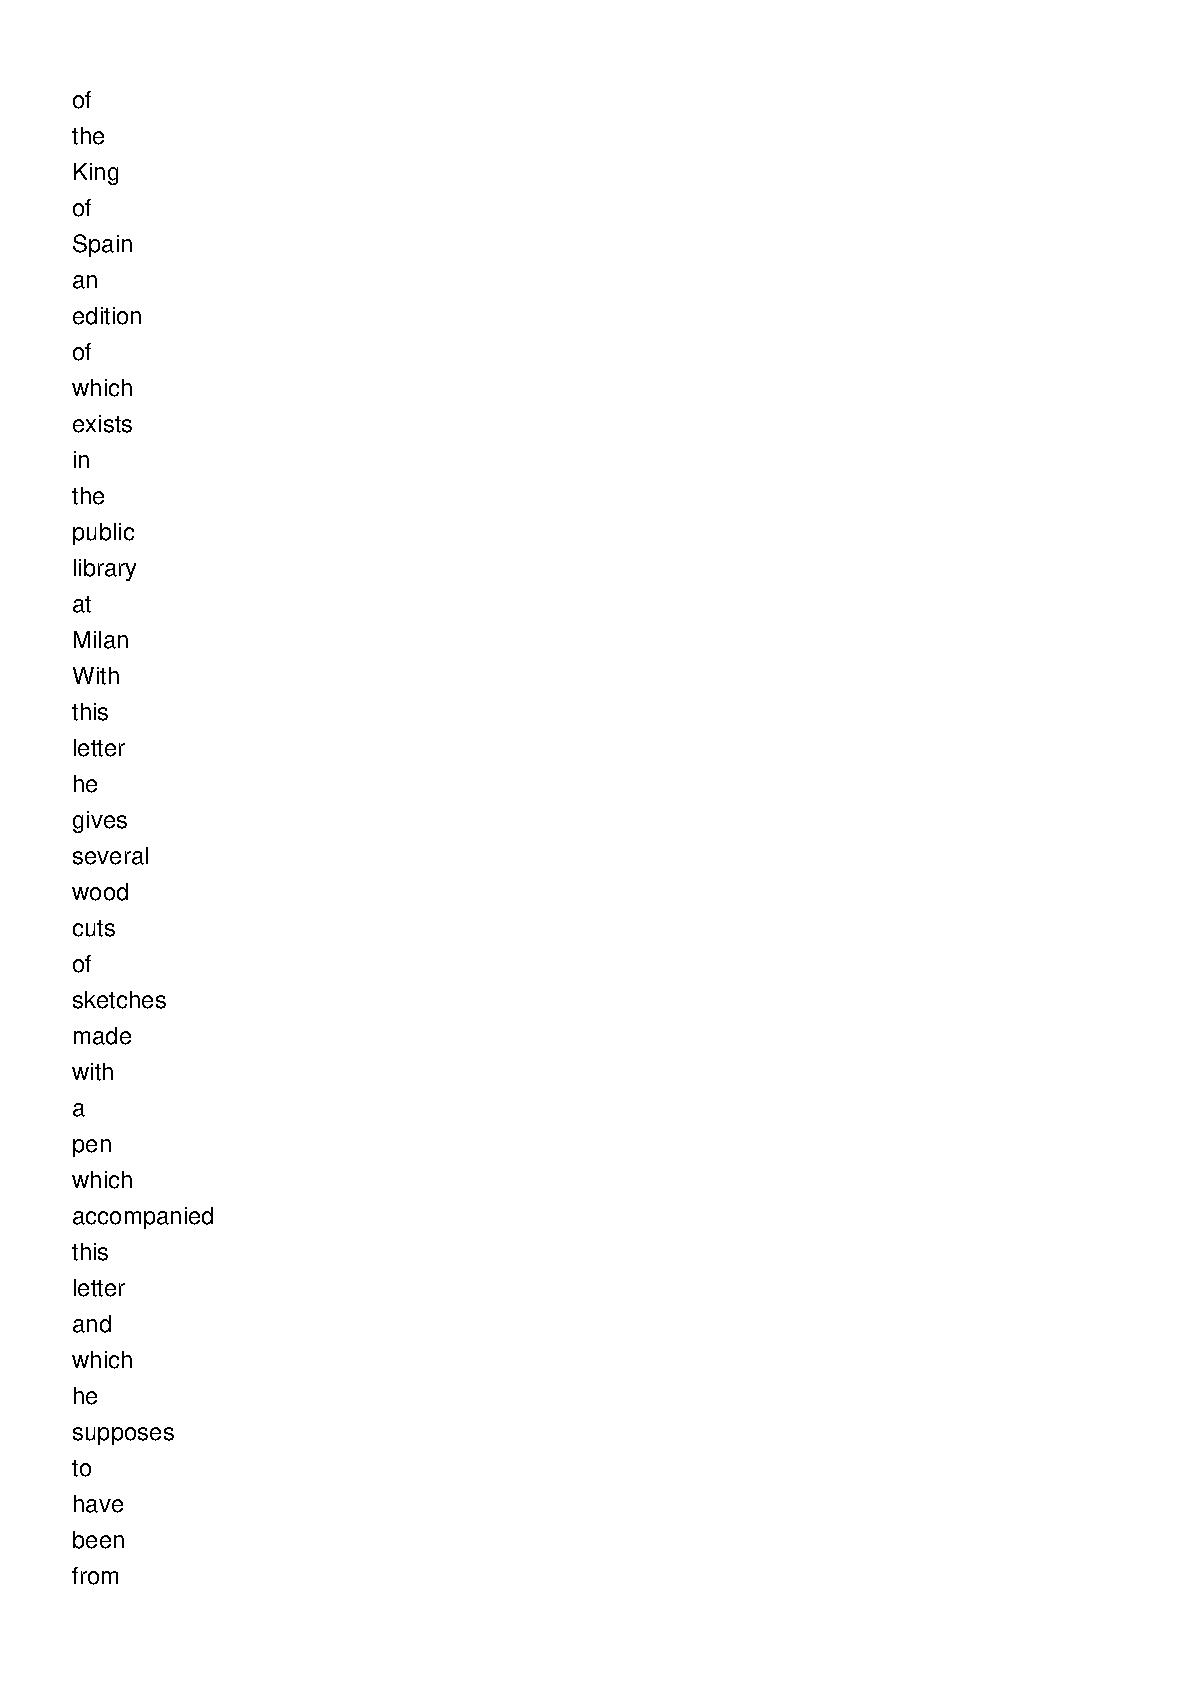 of
the
King
of
Spain
an
edition
of
which
exists
in
the
public
library
at
Milan
With
this
letter
he
gives
several
wood
cuts
of
sketches
made
with
a
pen
which
accompanied
this
letter
and
which
he
supposes
to
have
been
from